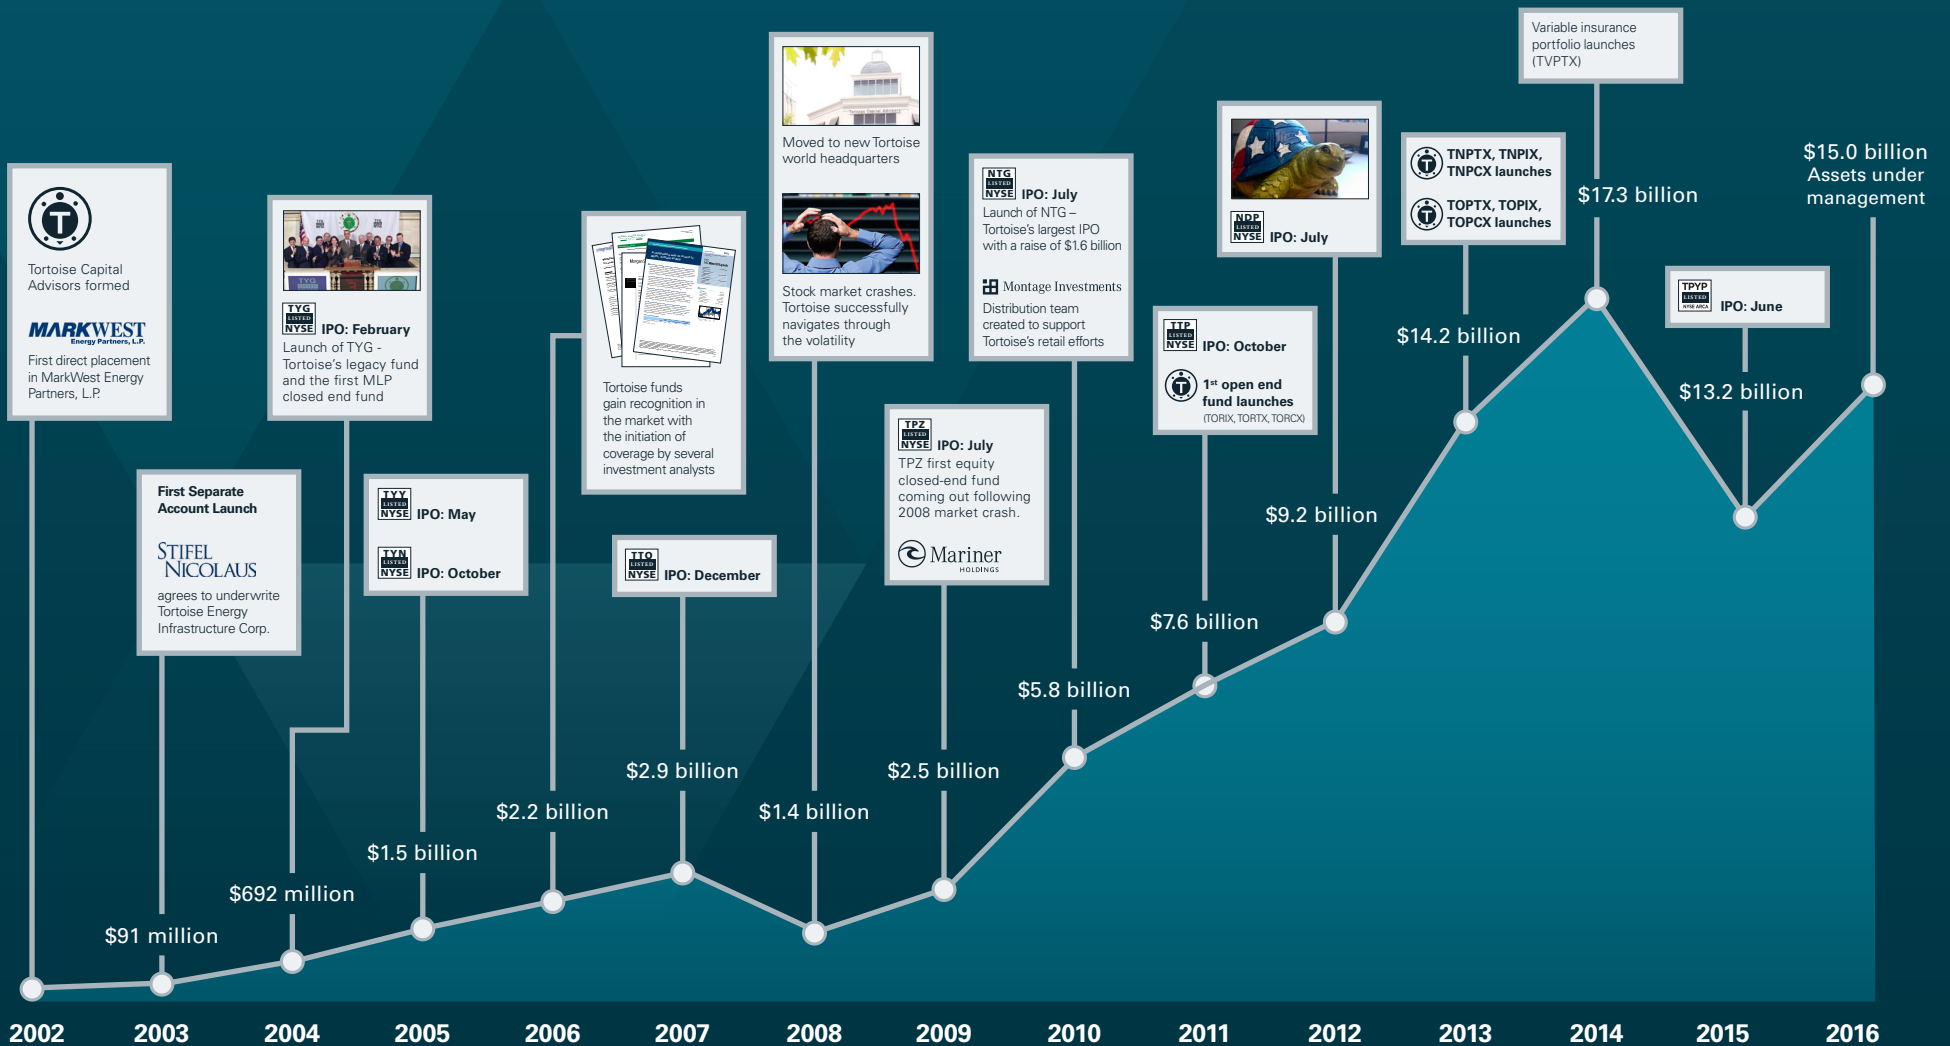 Tortoise Capital
Advisors formed
MARKWEST
Energy Partners, L.P.
First direct placement
in MarkWest Energy
Partners, L.P.
First Separate
Account Launch
$91 million
STIFEL
NICOLAUS
agrees to underwrite
Tortoise Energy
Infrastructure Corp.
TYG
LISTED
NYSE
IPO: February
Launch of TYG -
Tortoise's legacy fund
and the first MLP
closed end fund
$692 million
TYY
LISTED
NYSE
IPO: May
TYN
LISTED
NYSE
IPO: October
$1.5 billion
Tortoise funds
gain recognition in
the market with
the initiation of
coverage by several
investment analysts
$2.2 billion
TTO
LISTED
NYSE
IPO: December
$2.9 billion
Moved to new Tortoise
world headquarters
Stock market crashes.
Tortoise successfully
navigates through
the volatility
$1.4 billion
TPZ
LISTED
NYSE
IPO: July
TPZ first equity
closed-end fund
coming out following
2008 market crash.
Mariner
HOLDINGS
$2.5 billion
NTG
LISTED
NYSE
IPO: July
Launch of NTG –
Tortoise's largest IPO
with a raise of $1.6 billion
Montage Investments
Distribution team
created to support
Tortoise's retail efforts
$5.8 billion
TTP
LISTED
NYSE
IPO: October
1st open end
fund launches
(TORIX, TORTX, TORCX)
$7.6 billion
NDP
LISTED
NYSE
IPO: July
$9.2 billion
TNPTX, TNPIX,
TNPCX launches
TOPTX, TOPIX,
TOPCX launches
$14.2 billion
Variable insurance
portfolio launches
(TVPTX)
$17.3 billion
TPYP
LISTED
NYSE ARCA
IPO: June
$13.2 billion
$15.0 billion
Assets under
management
2002 2003 2004 2005 2006 2007 2008 2009 2010 2011 2012 2013 2014 2015 2016